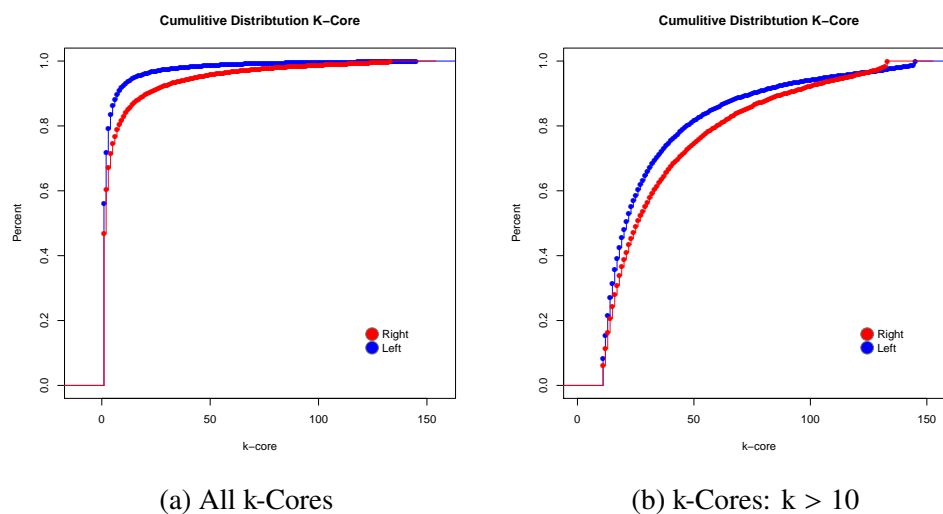 Cumulitive Distribtution K−Core
Percent
1.0
0.8
0.6
0.4
0.2
0.0
Right
Left
0 50 100 150
k−core
(a) All k-Cores
Cumulitive Distribtution K−Core
Percent
1.0
0.8
0.6
0.4
0.2
0.0
Right
Left
0 50 100 150
k−core
(b) k-Cores: k > 10